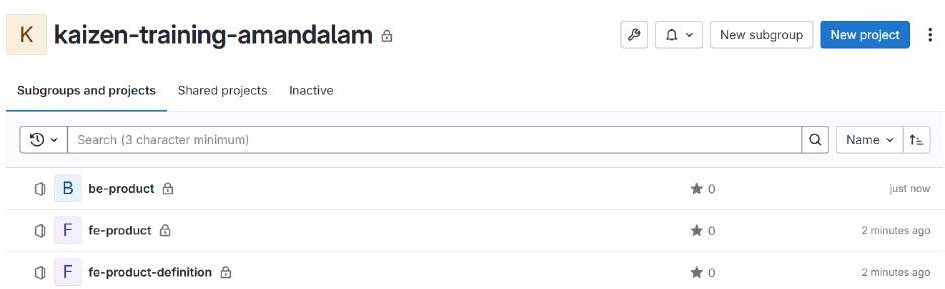 K kaizen-training-amandalam New subgroup New project
Subgroups and projects Shared projects Inactive
Search (3 character minimum) Name
B be-product 0 just now
F fe-product 0 2 minutes ago
F fe-product-definition 0 2 minutes ago